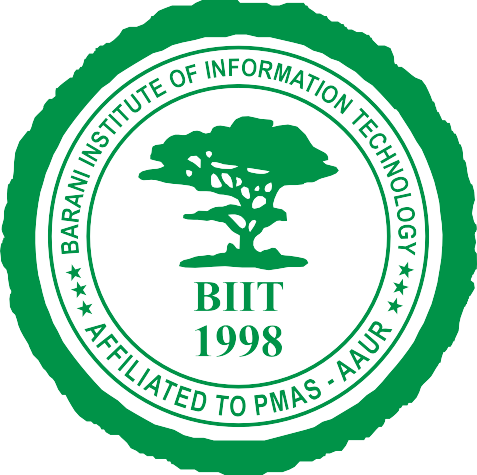 BARANI INSTITUTE OF INFORMATION TECHNOLOGY
BIIT
1998
AFFILIATED TO PMAS - AAUR